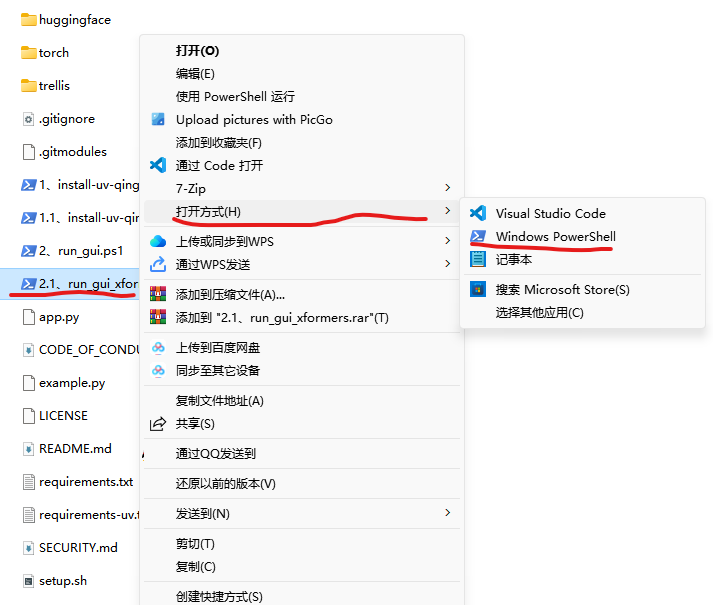 huggingface
torch
trellis
.gitignore
.gitmodules
1、install-uv-qing
1.1、install-uv-qin
2、run_gui.ps1
2.1、run_gui_xfor
app.py
CODE_OF_CONDU
example.py
LICENSE
README.md
requirements.txt
requirements-uv.t
SECURITY.md
setup.sh
打开(O)
编辑(E)
使用 PowerShell 运行
Upload pictures with PicGo
添加到收藏夹(F)
通过 Code 打开
7-Zip
打开方式(H)
上传或同步到WPS
通过WPS发送
添加到压缩文件(A)...
添加到 "2.1、run_gui_xformers.rar"(T)
上传到百度网盘
同步至其它设备
复制文件地址(A)
共享(S)
通过QQ发送到
还原以前的版本(V)
发送到(N)
剪切(T)
复制(C)
创建快捷方式(S)
Visual Studio Code
Windows PowerShell
记事本
搜索 Microsoft Store(S)
选择其他应用(C)